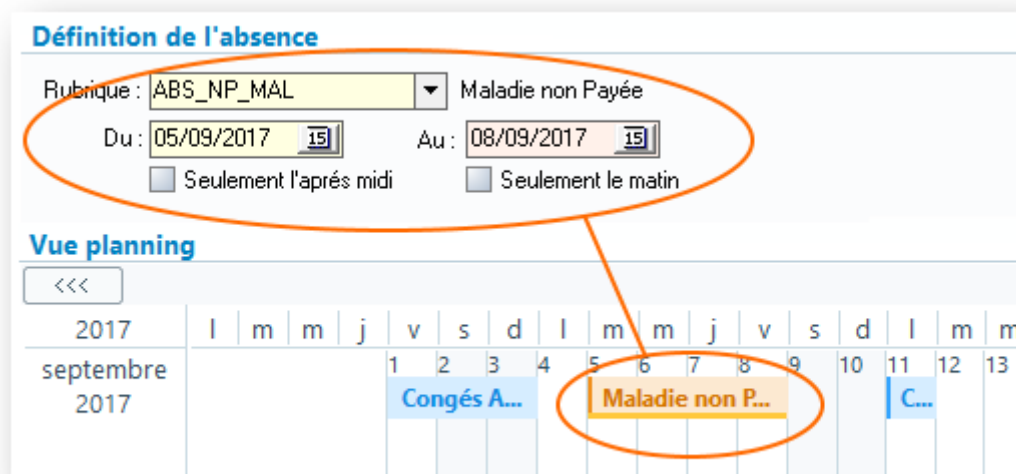 Définition de l'absence
Rubrique : ABS_NP_MAL Maladie non Payée
Du : 05/09/2017 15 Au : 08/09/2017 15
Seulement l'aprés midi Seulement le matin
Vue planning
<<<
2017 l m m j v s d l m m j v s d l m m
septembre 1 2 3 4 5 6 7 8 9 10 11 12 13
2017 Congés A... Maladie non P... C...